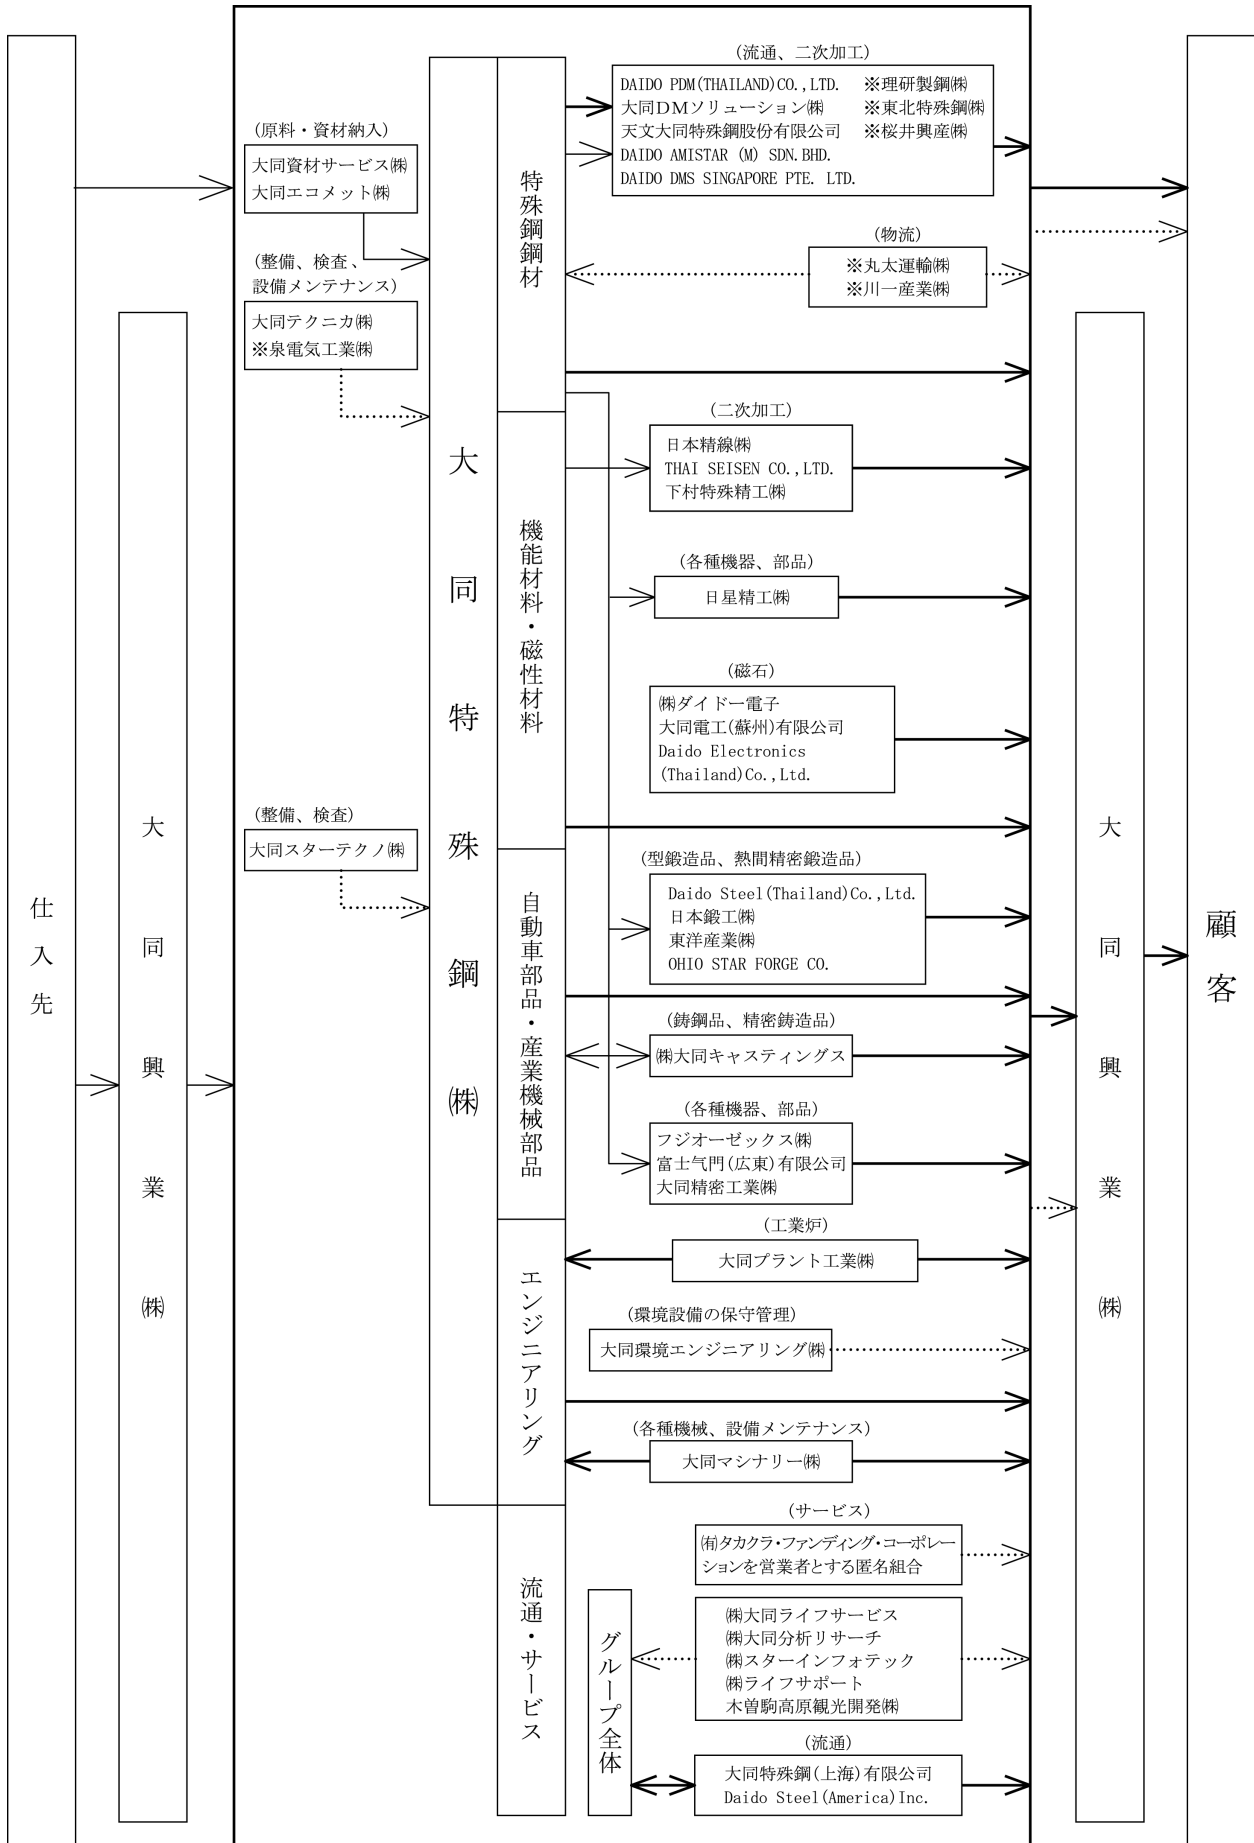 仕入先
大同興業㈱
(原料・資材納入)
大同資材サービス㈱
大同エコメット㈱
(整備、検査、
設備メンテナンス)
大同テクニカ㈱
※泉電気工業㈱
(整備、検査)
大同スターテクノ㈱
大同特殊鋼㈱
特殊鋼鋼材
(流通、二次加工)
DAIDO PDM(THAILAND)CO.,LTD. ※理研製鋼㈱
大同DMソリューション㈱ ※東北特殊鋼㈱
天文大同特殊鋼股份有限公司 ※桜井興産㈱
DAIDO AMISTAR (M) SDN.BHD.
DAIDO DMS SINGAPORE PTE. LTD.
(物流)
※丸太運輸㈱
※川一産業㈱
機能材料・磁性材料
(二次加工)
日本精線㈱
THAI SEISEN CO.,LTD.
下村特殊精工㈱
(各種機器、部品)
日星精工㈱
(磁石)
㈱ダイドー電子
大同電工(蘇州)有限公司
Daido Electronics
(Thailand)Co.,Ltd.
自動車部品・産業機械部品
(型鍛造品、熱間精密鍛造品)
Daido Steel(Thailand)Co.,Ltd.
日本鍛工㈱
東洋産業㈱
OHIO STAR FORGE CO.
(鋳鋼品、精密鋳造品)
㈱大同キャスティングス
(各種機器、部品)
フジオーゼックス㈱
富士气門(広東)有限公司
大同精密工業㈱
エンジニアリング
(工業炉)
大同プラント工業㈱
(環境設備の保守管理)
大同環境エンジニアリング㈱
(各種機械、設備メンテナンス)
大同マシナリー㈱
流通・サービス
(サービス)
㈲タカクラ・ファンディング・コーポレー
ションを営業者とする匿名組合
グループ全体
㈱大同ライフサービス
㈱大同分析リサーチ
㈱スターインフォテック
㈱ライフサポート
木曽駒高原観光開発㈱
(流通)
大同特殊鋼(上海)有限公司
Daido Steel(America)Inc.
大同興業㈱
顧客